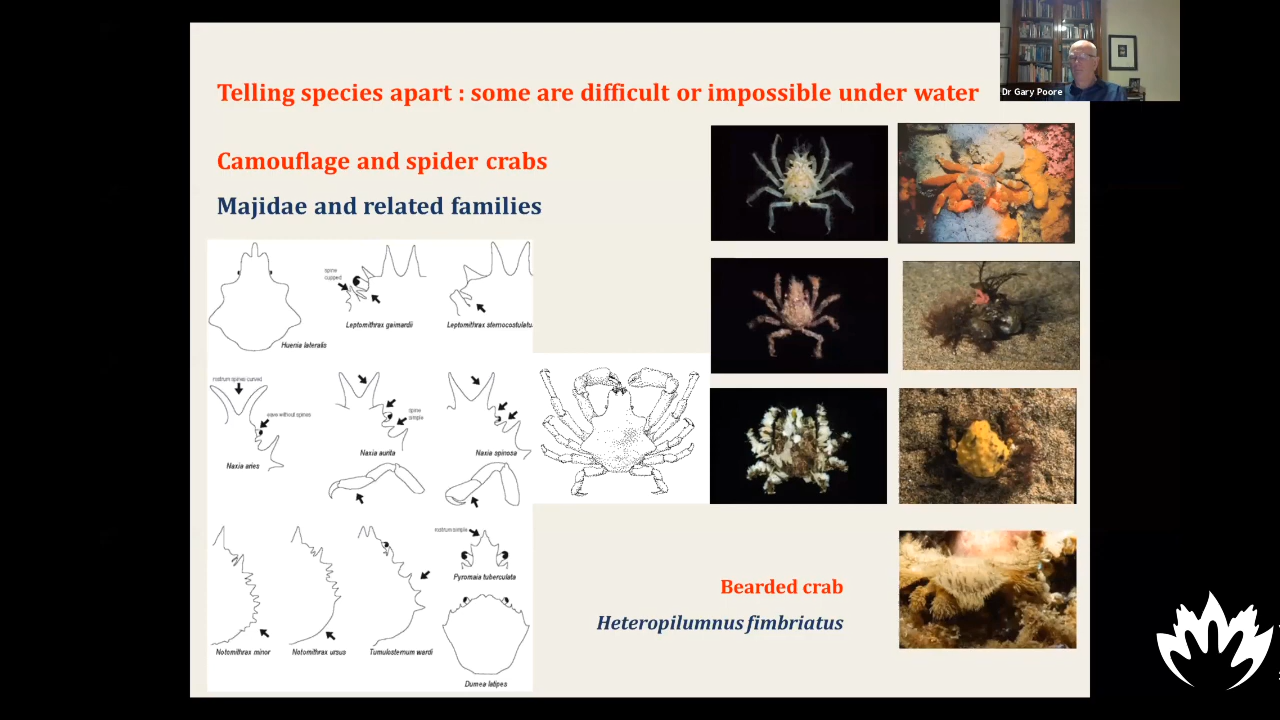 Dr Gary Poore
Telling species apart : some are difficult or impossible under water
Camouflage and spider crabs
Majidae and related families
spine
cupped
Leptomithrax gaimardii
Leptomithrax sternocostulatu
Huenia lateralis
rostrum spines curved
eave without spines
spine
simple
Naxia aries
Naxia aurita
Naxia spinosa
rostrum simple
Pyromaia tuberculata
Notomithrax minor
Notomithrax ursus
Tumulosternum wardi
Dumea latipes
Bearded crab
Heteropilumnus fimbriatus